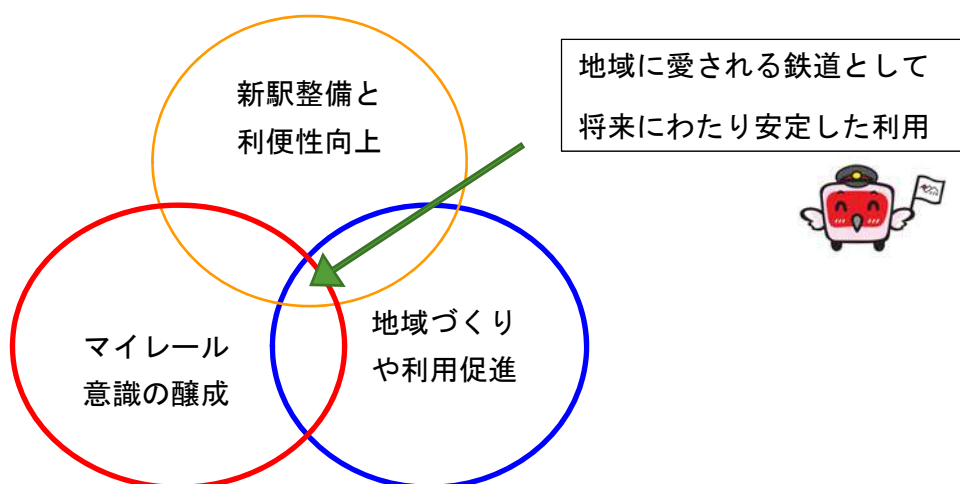 新駅整備と
利便性向上
地域に愛される鉄道として
将来にわたり安定した利用
マイレール
意識の醸成
地域づくり
や利用促進